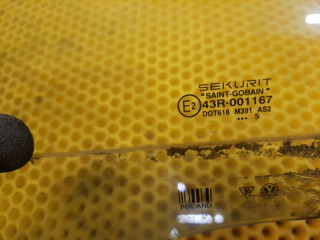 SEKURIT
SAINT-GOBAIN
E2 43R-001167
DOT618 M391 AS2
••• 5
POLAND